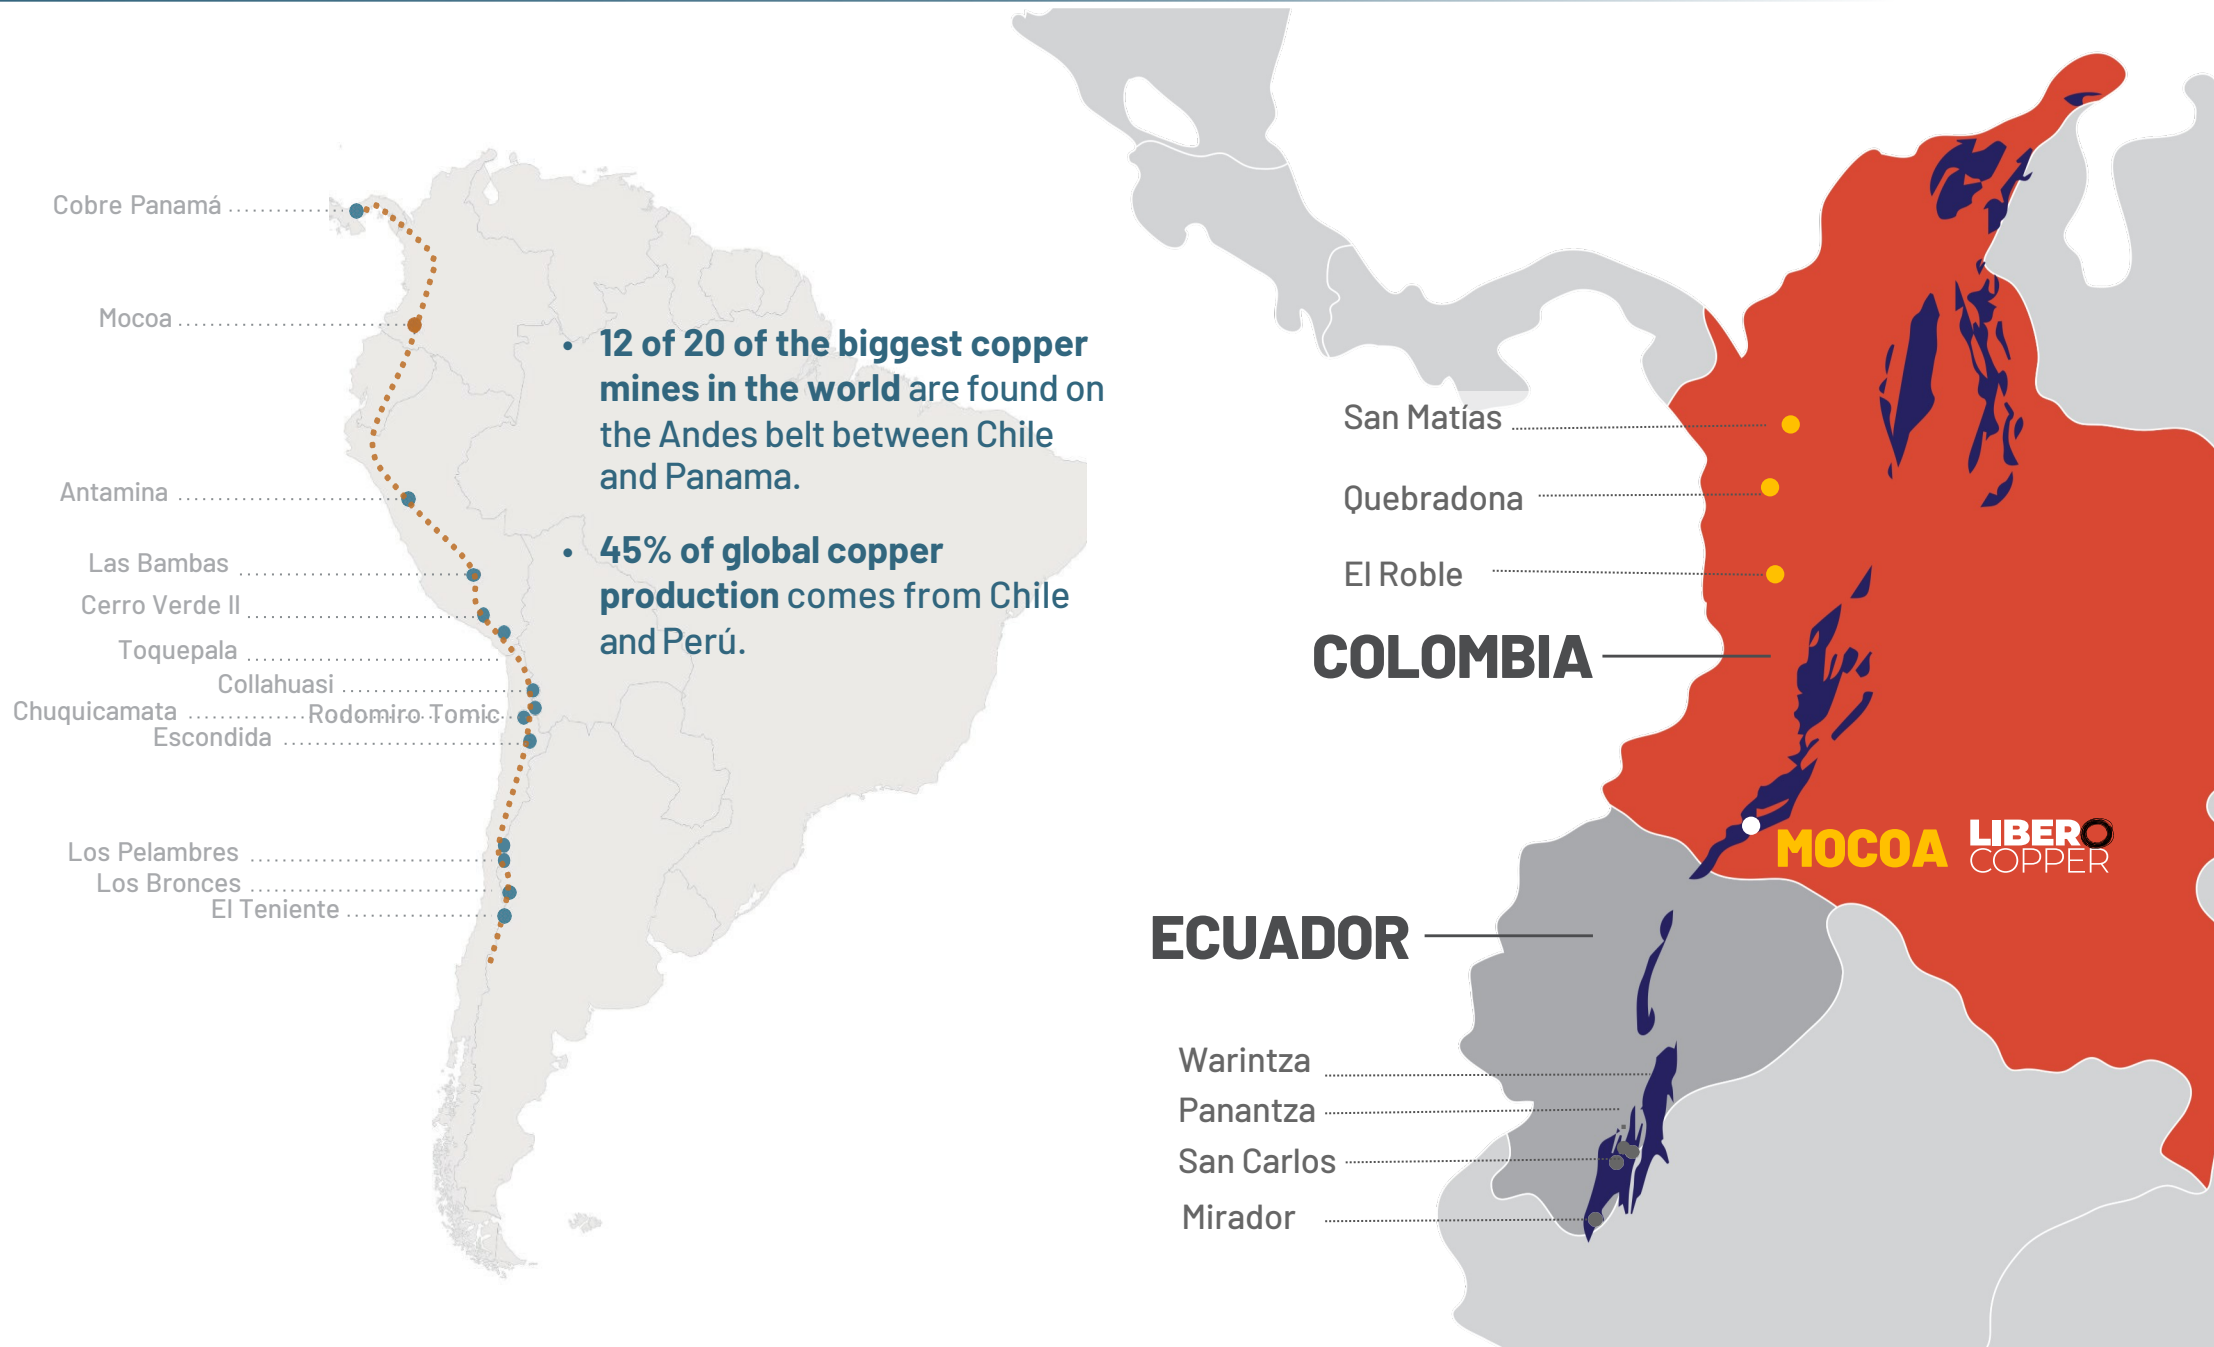 Cobre Panamá
Mocoa
Antamina
Las Bambas
Cerro Verde II
Toquepala
Collahuasi
Chuquicamata
Rodomiro Tomic
Escondida
Los Pelambres
Los Bronces
El Teniente
• 12 of 20 of the biggest copper
mines in the world are found on
the Andes belt between Chile
and Panama.
• 45% of global copper
production comes from Chile
and Perú.
San Matías
Quebradona
El Roble
COLOMBIA
MOCOA
LIBERO
COPPER
ECUADOR
Warintza
Panantza
San Carlos
Mirador